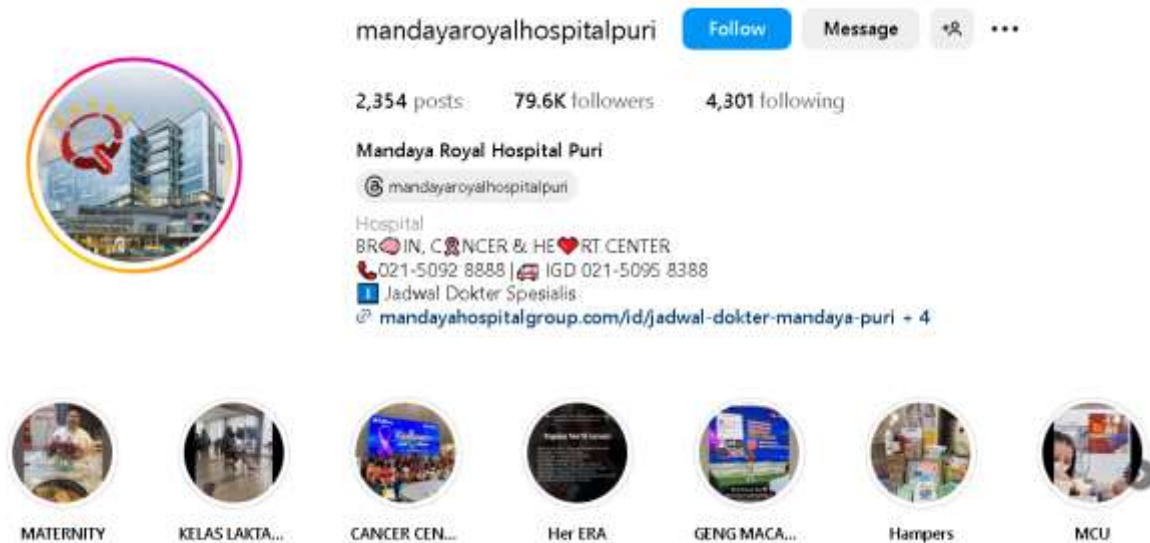 mandayaroyalhospitalpuri Follow Message
2,354 posts 79.6K followers 4,301 following
Mandaya Royal Hospital Puri
mandayaroyalhospitalpuri
Hospital
BR🧠IN, C🎗NCER & HE❤️RT CENTER
📞021-5092 8888 | 🚑 IGD 021-5095 8388
ℹ️ Jadwal Dokter Spesialis
mandayahospitalgroup.com/id/jadwal-dokter-mandaya-puri + 4
MATERNITY KELAS LAKTA... CANCER CEN... Her ERA GENG MACA... Hampers MCU